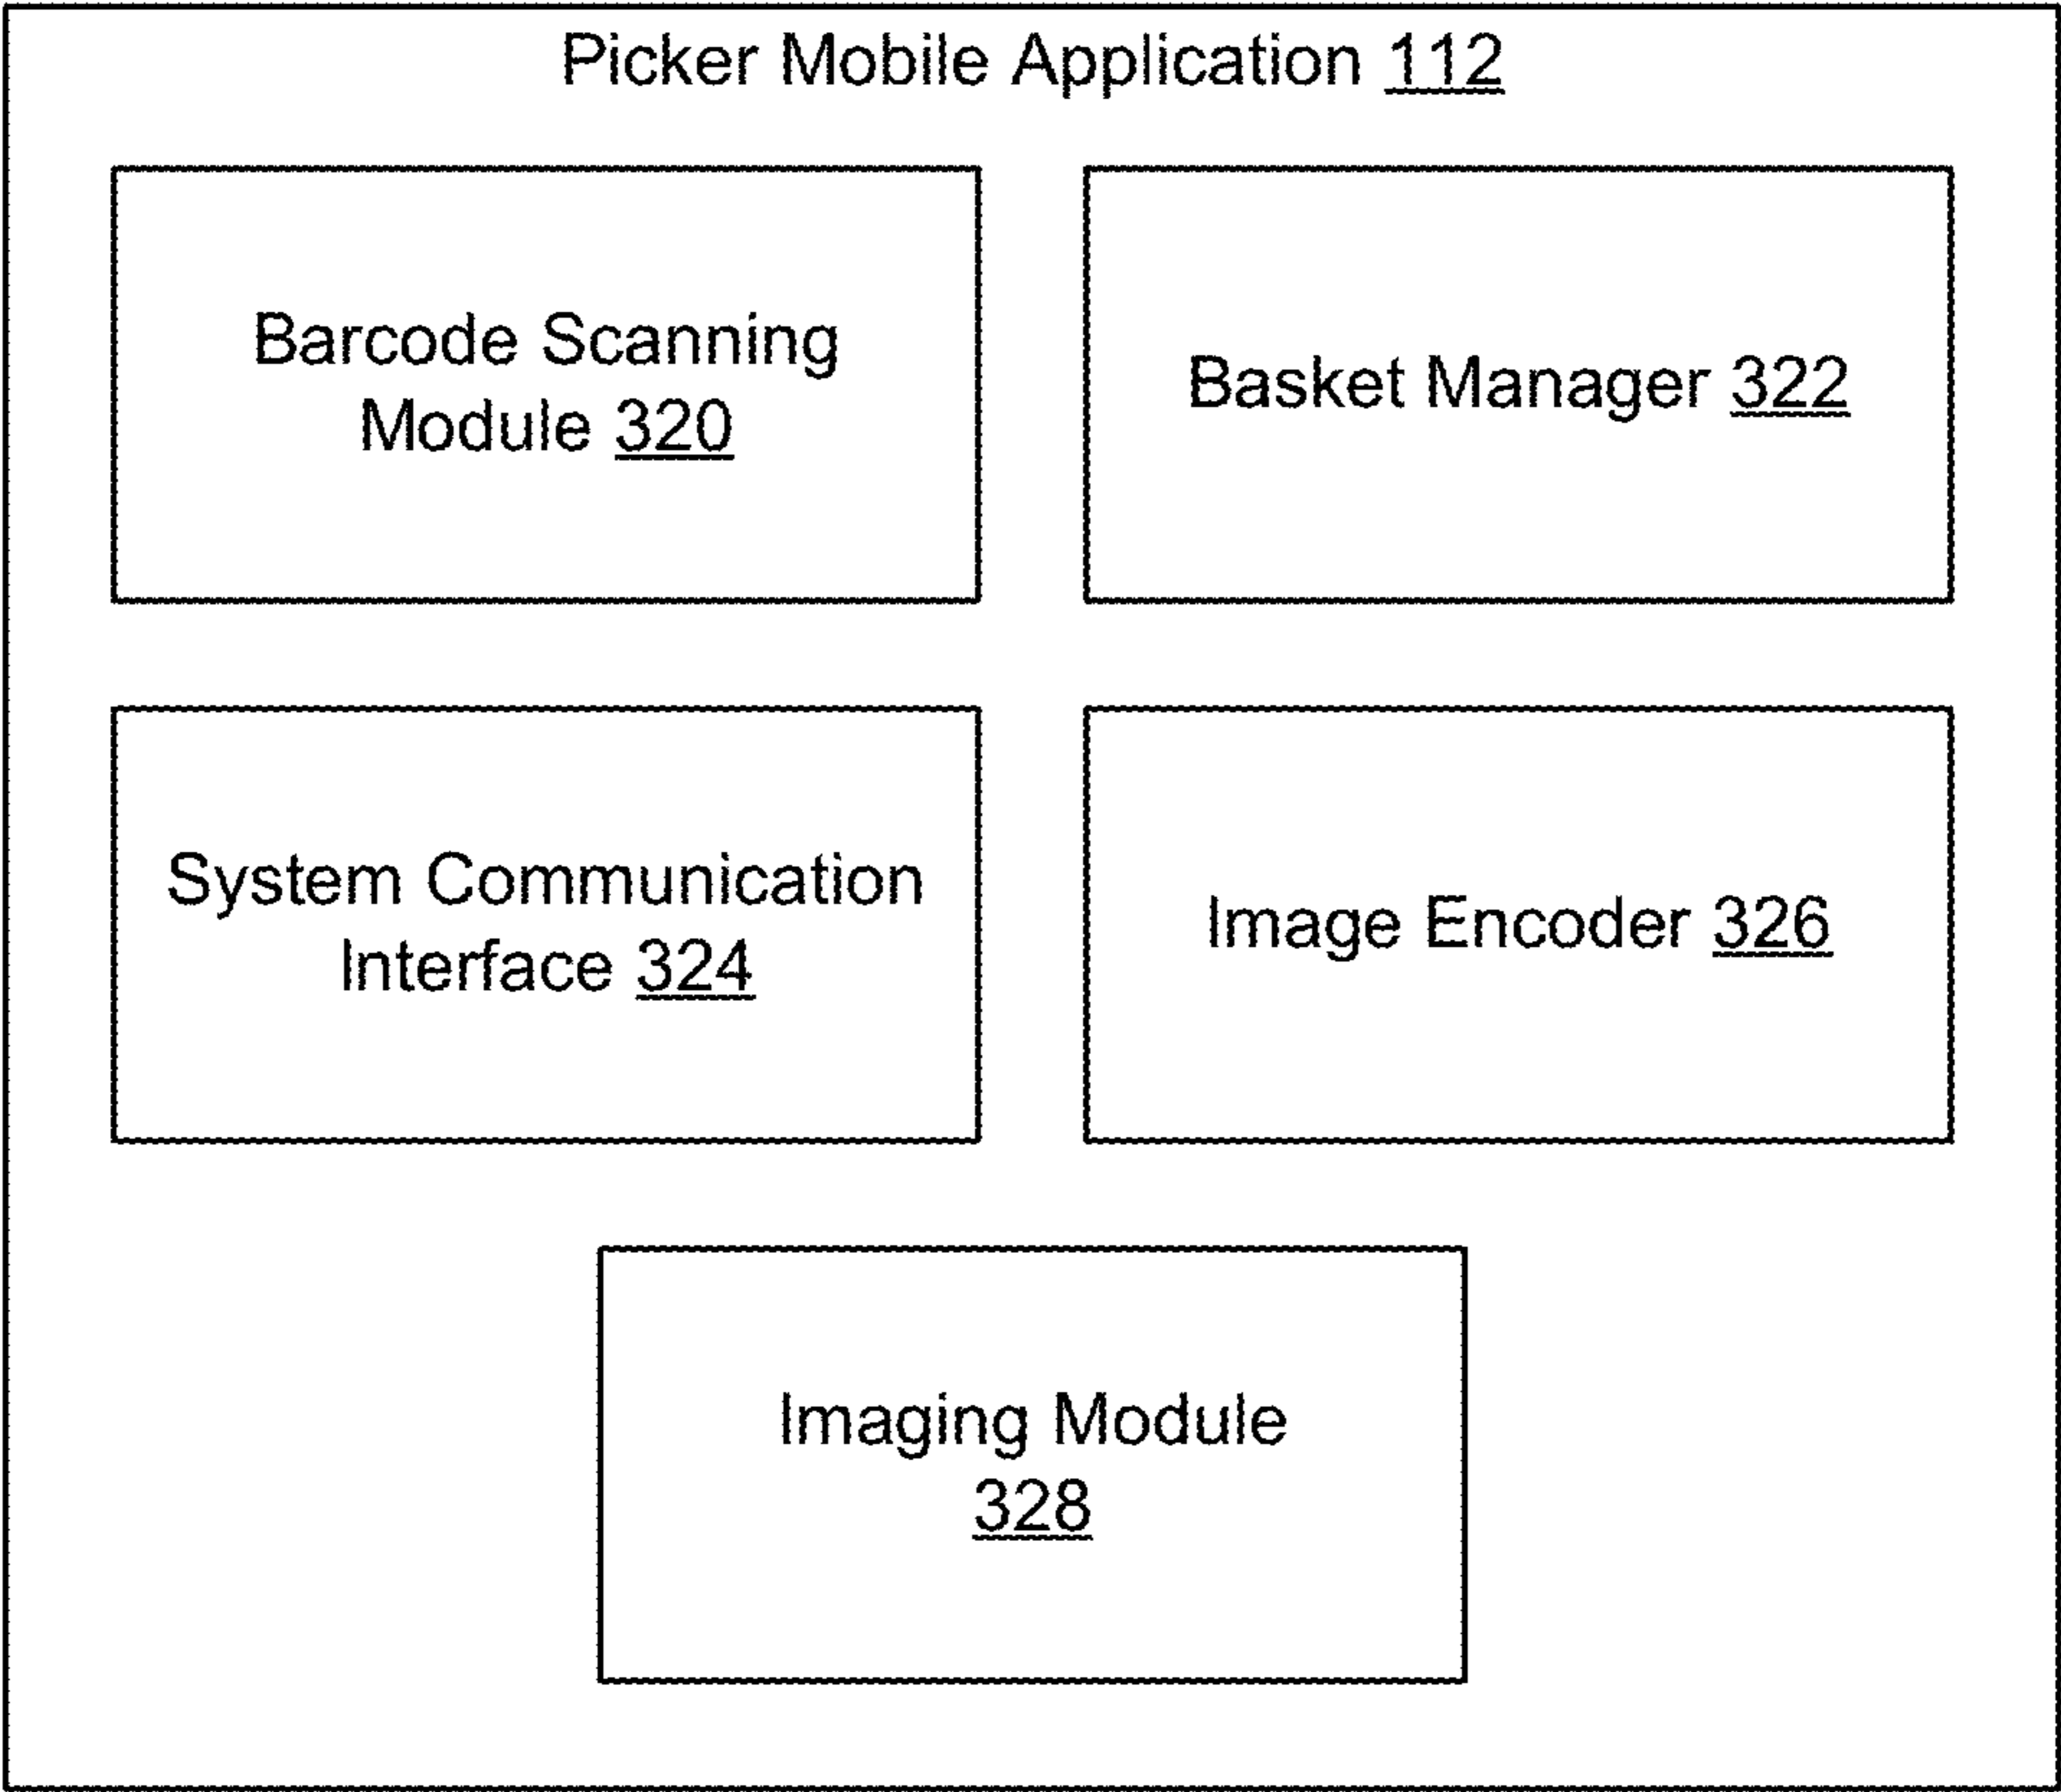 Picker Mobile Application 112
Barcode Scanning
Module 320
Basket Manager 322
System Communication
Interface 324
Image Encoder 326
Imaging Module
328